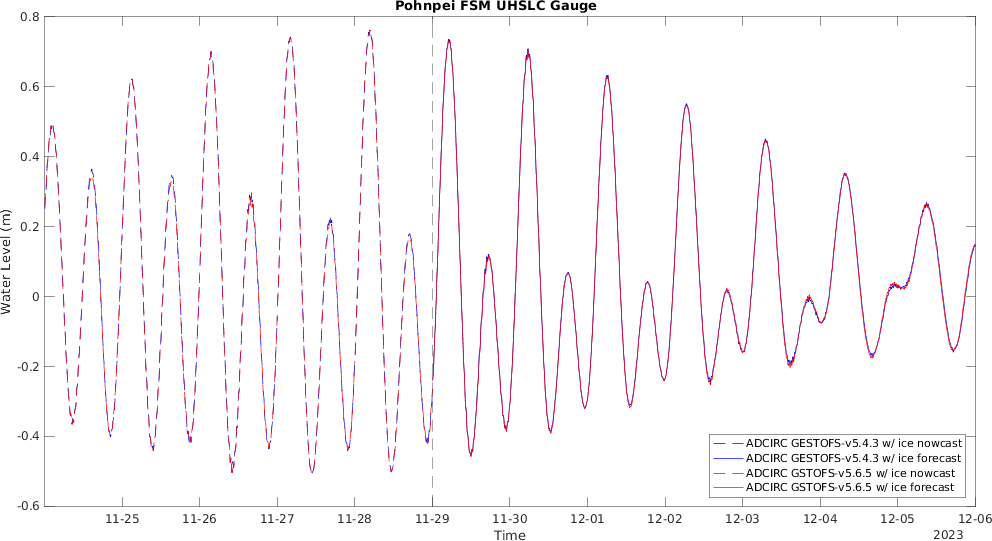 Pohnpei FSM UHSLC Gauge
0.8
0.6
0.4
0.2
0
-0.2
-0.4
-0.6
Water Level (m)
ADCIRC GESTOFS-v5.4.3 w/ ice nowcast
ADCIRC GESTOFS-v5.4.3 w/ ice forecast
ADCIRC GSTOFS-v5.6.5 w/ ice nowcast
ADCIRC GSTOFS-v5.6.5 w/ ice forecast
11-25 11-26 11-27 11-28 11-29 11-30 12-01 12-02 12-03 12-04 12-05 12-06
Time 2023